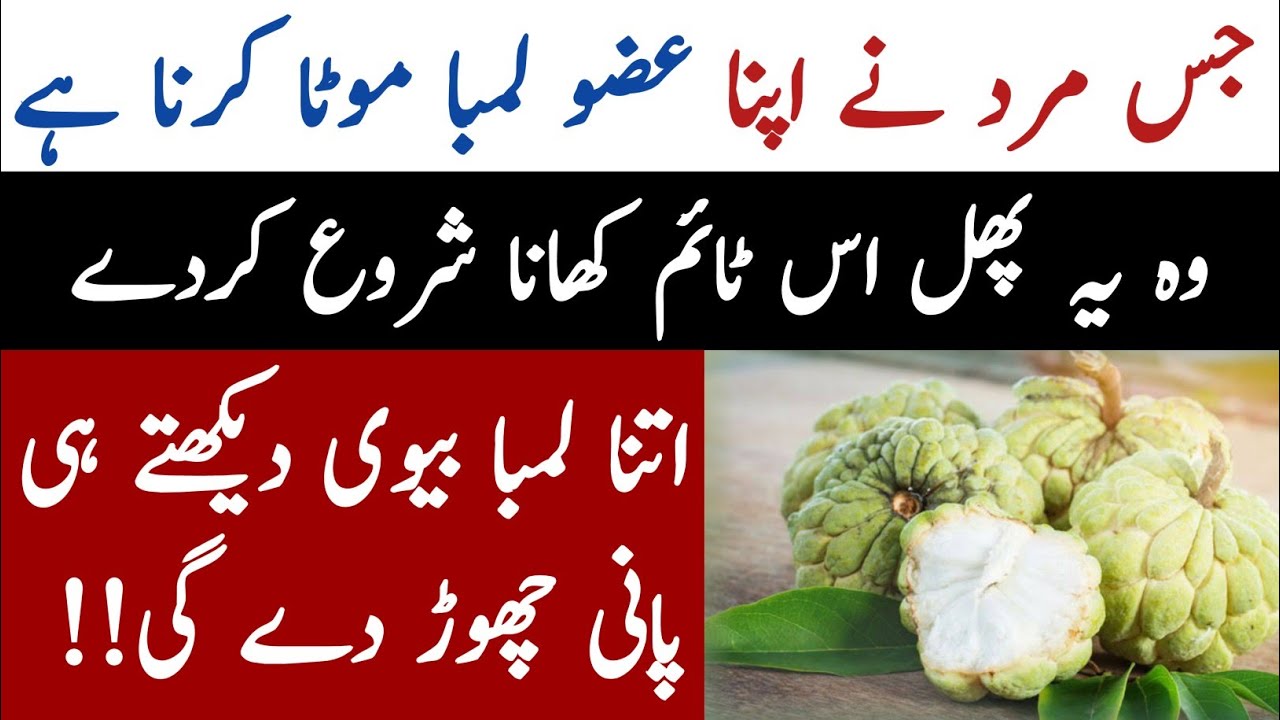 جس مرد نے اپنا عضو لمبا موٹا کرنا ہے
وہ یہ پھل اس ٹائم کھانا شروع کردے
اتنا لمبا بیوی دیکھتے ہی
پانی چھوڑ دے گی!!